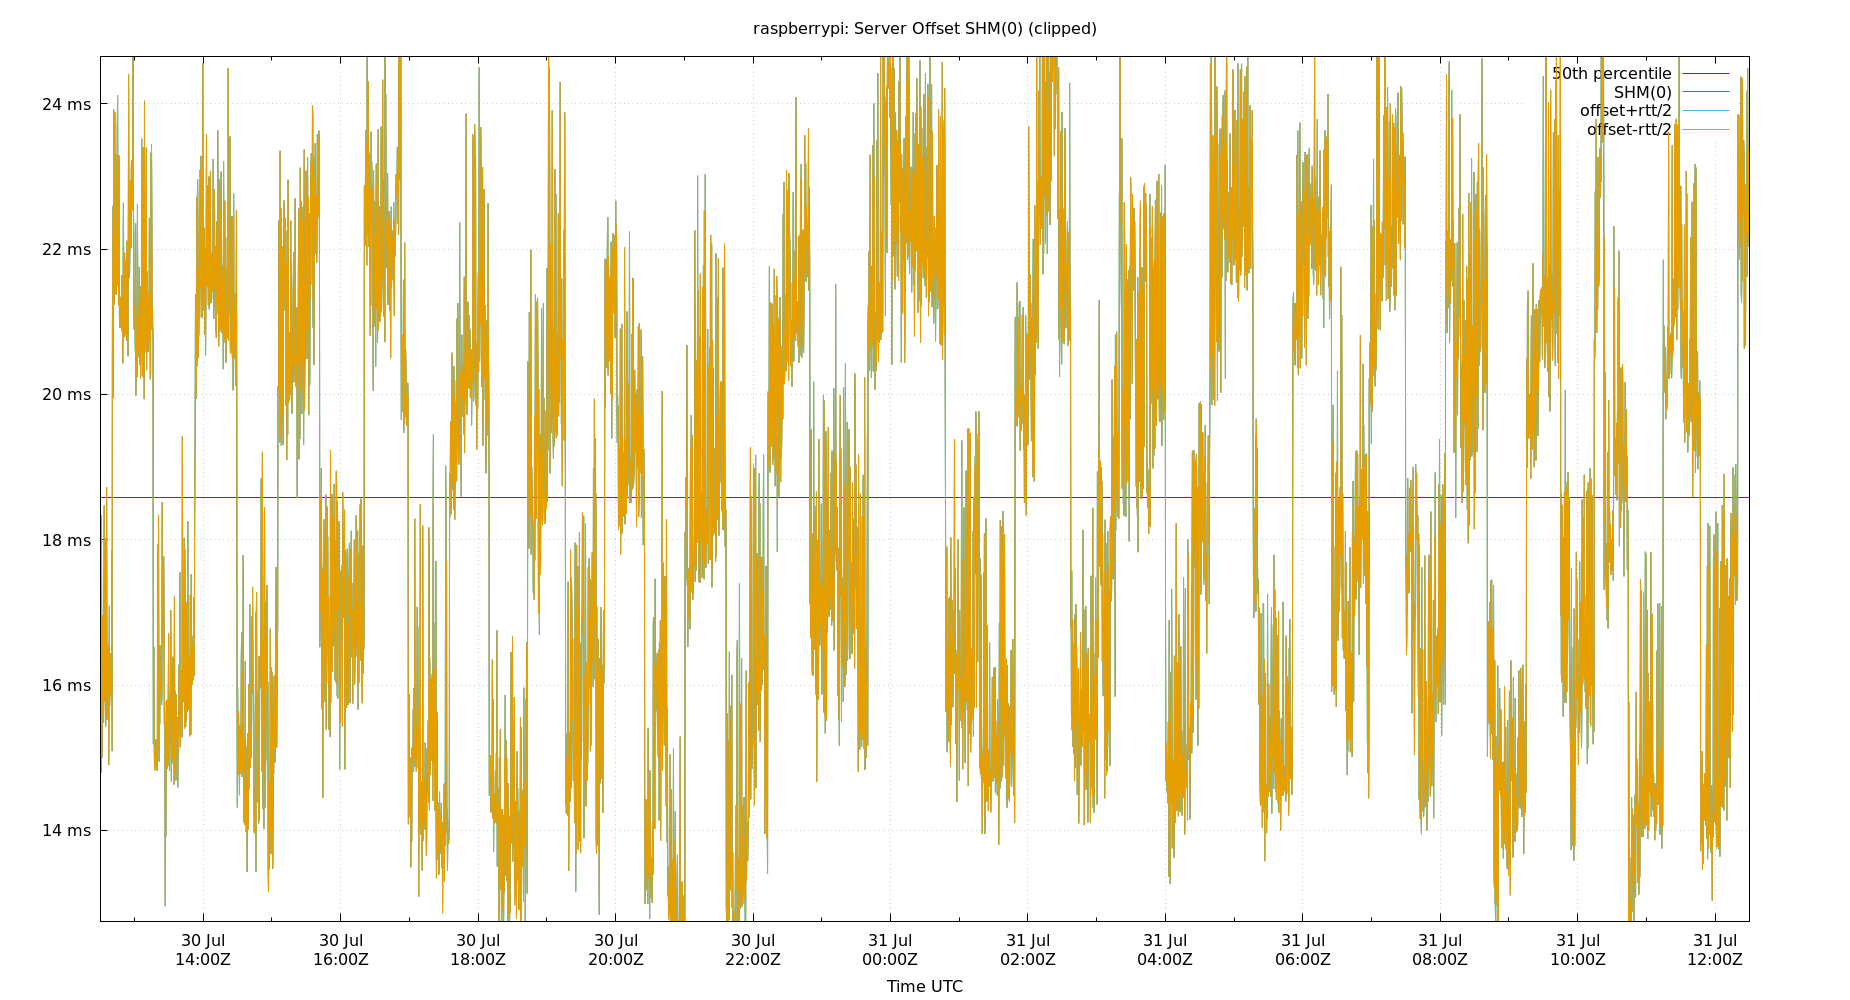 raspberrypi: Server Offset SHM(0) (clipped)
50th percentile
SHM(0)
offset+rtt/2
offset-rtt/2
24 ms
22 ms
20 ms
18 ms
16 ms
14 ms
30 Jul 30 Jul 30 Jul 30 Jul 30 Jul 31 Jul 31 Jul 31 Jul 31 Jul 31 Jul 31 Jul 31 Jul
14:00Z 16:00Z 18:00Z 20:00Z 22:00Z 00:00Z 02:00Z 04:00Z 06:00Z 08:00Z 10:00Z 12:00Z
Time UTC